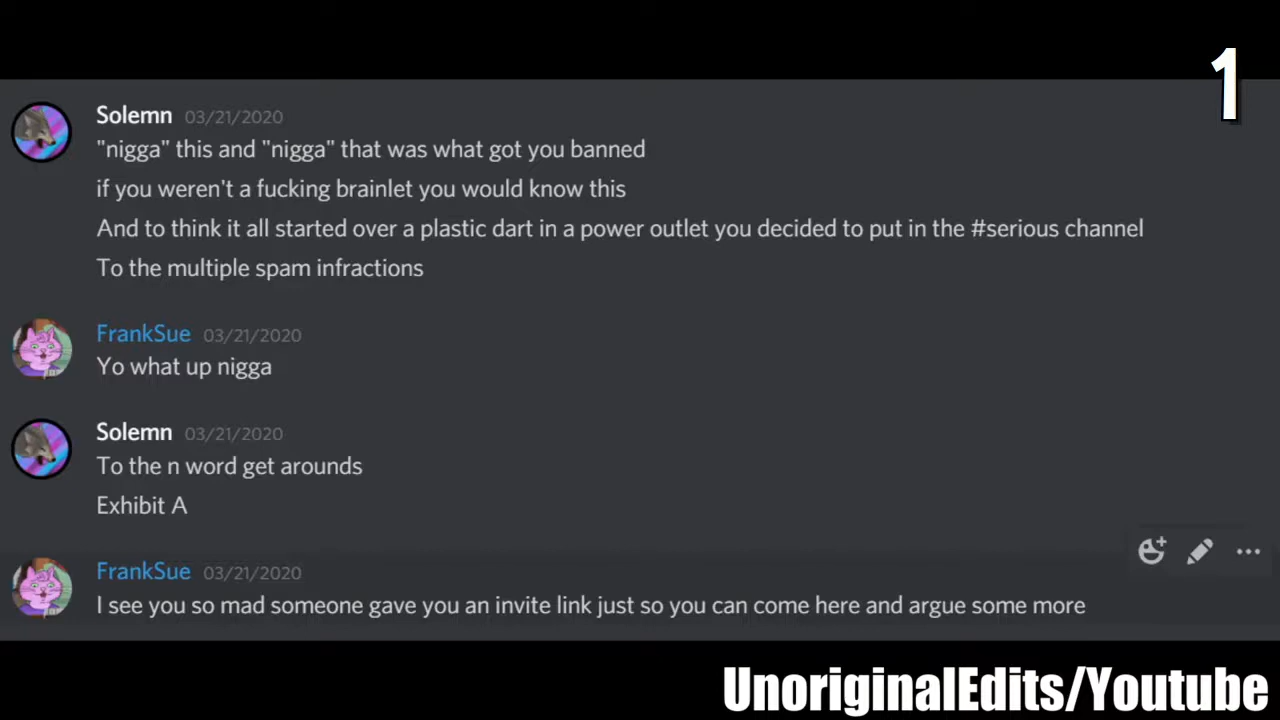 1
Solemn 03/21/2020
"nigga" this and "nigga" that was what got you banned
if you weren't a fucking brainlet you would know this
And to think it all started over a plastic dart in a power outlet you decided to put in the #serious channel
To the multiple spam infractions
FrankSue 03/21/2020
Yo what up nigga
Solemn 03/21/2020
To the n word get arounds
Exhibit A
FrankSue 03/21/2020
I see you so mad someone gave you an invite link just so you can come here and argue some more
UnoriginalEdits/Youtube